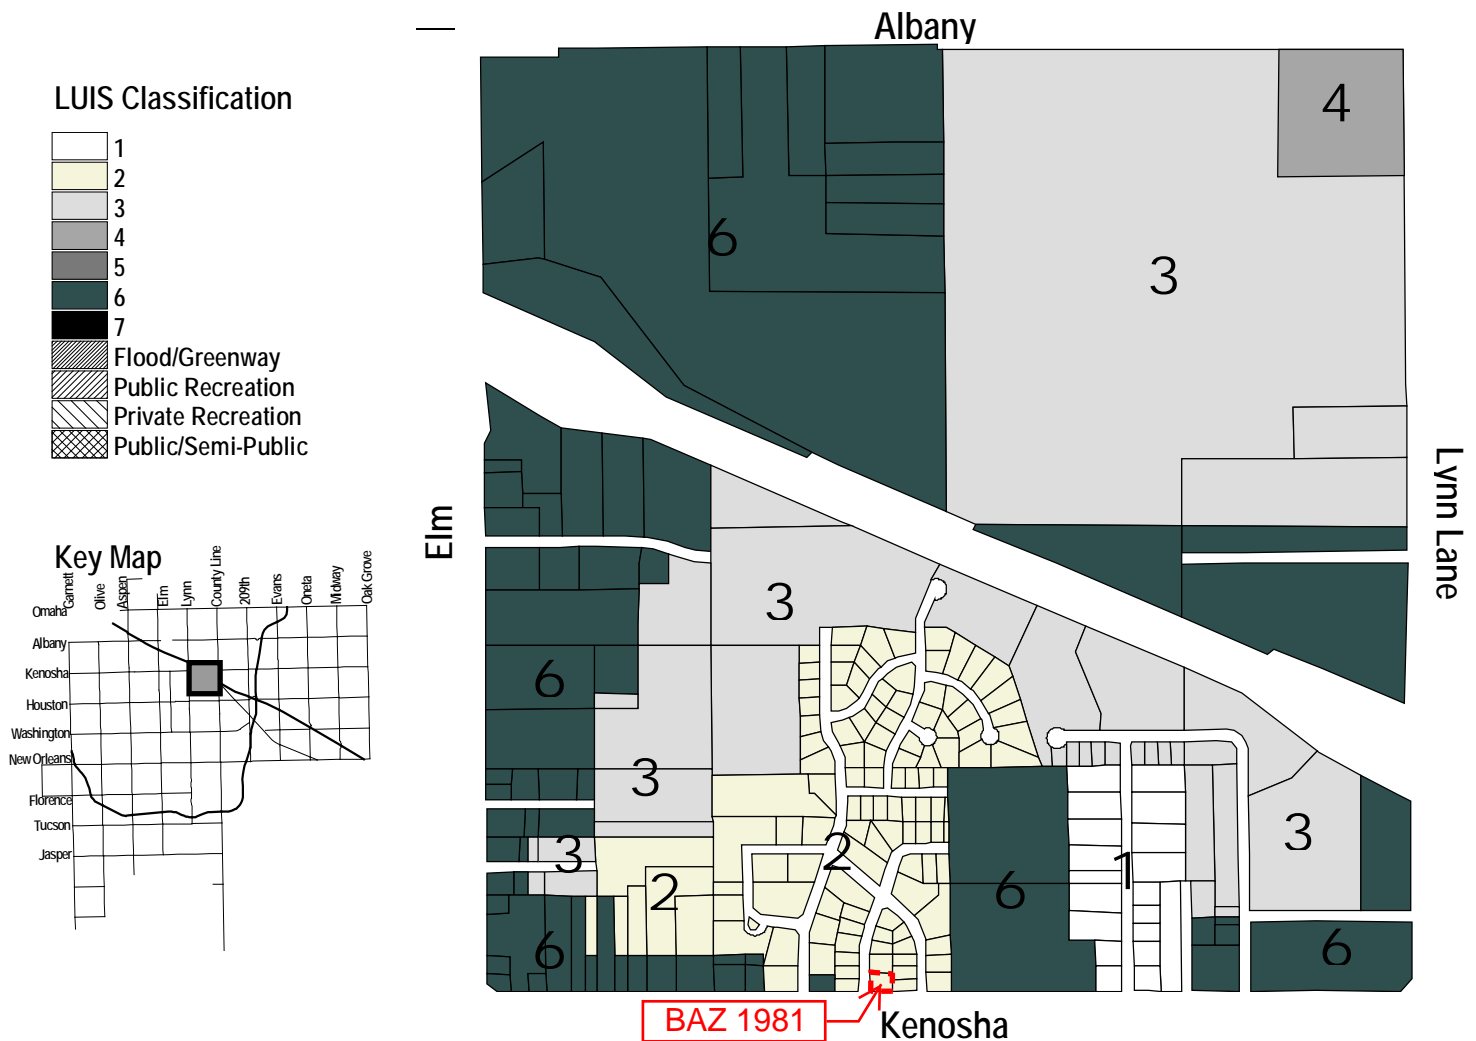 Albany
LUIS Classification
1
2
3
4
5
6
7
Flood/Greenway
Public Recreation
Private Recreation
Public/Semi-Public
4
6
3
Elm
Lynn Lane
3
6
3
3
2
2
3
1
6
6
6
BAZ 1981
Kenosha
Key Map
Garnett
Olive
Aspen
Elm
Lynn
County Line
209th
Evans
Oneta
Midway
Oak Grove
Omaha
Albany
Kenosha
Houston
Washington
New Orleans
Florence
Tucson
Jasper